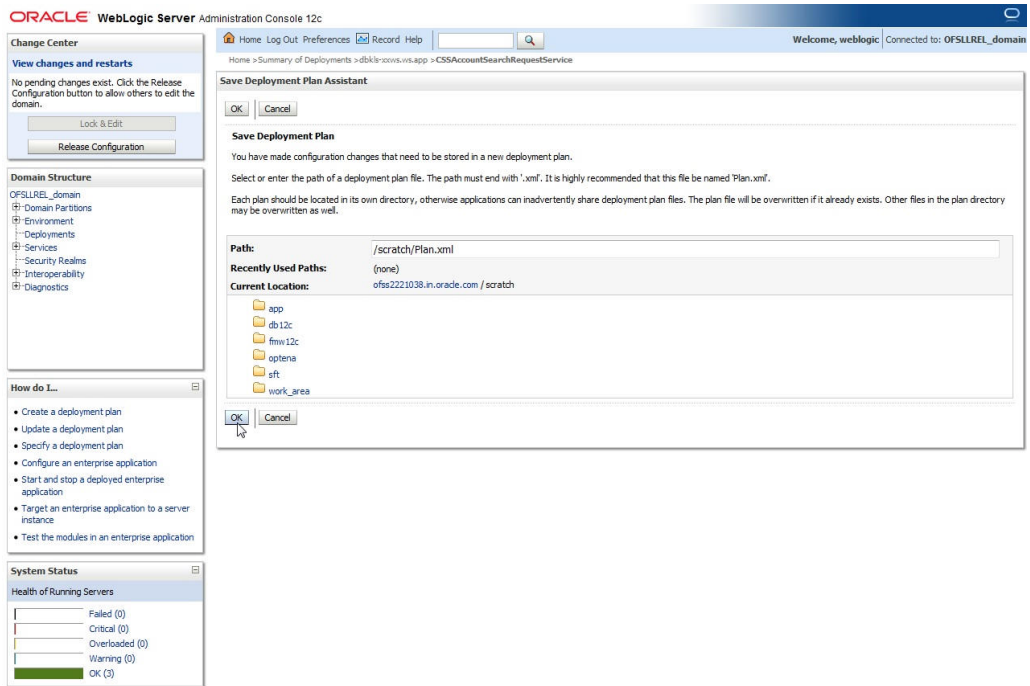 ORACLE WebLogic Server Administration Console 12c
Change Center
View changes and restarts
No pending changes exist. Click the Release
Configuration button to allow others to edit the
domain.
Lock & Edit
Release Configuration
Domain Structure
OFSLLREL_domain
Domain Partitions
Environment
Deployments
Services
Security Realms
Interoperability
Diagnostics
How do I...
Create a deployment plan
Update a deployment plan
Specify a deployment plan
Configure an enterprise application
Start and stop a deployed enterprise
application
Target an enterprise application to a server
instance
Test the modules in an enterprise application
System Status
Health of Running Servers
Failed (0)
Critical (0)
Overloaded (0)
Warning (0)
OK (3)
Home Log Out Preferences Record Help
Welcome, weblogic Connected to: OFSLLREL_domain
Home >Summary of Deployments >dbkls-xxws.ws.app >CSSAccountSearchRequestService
Save Deployment Plan Assistant
OK Cancel
Save Deployment Plan
You have made configuration changes that need to be stored in a new deployment plan.
Select or enter the path of a deployment plan file. The path must end with '.xml'. It is highly recommended that this file be named 'Plan.xml'.
Each plan should be located in its own directory, otherwise applications can inadvertently share deployment plan files. The plan file will be overwritten if it already exists. Other files in the plan directory
may be overwritten as well.
Path: /scratch/Plan.xml
Recently Used Paths: (none)
Current Location: ofss2221038.in.oracle.com / scratch
app
db12c
fmw12c
optena
sft
work_area
OK Cancel